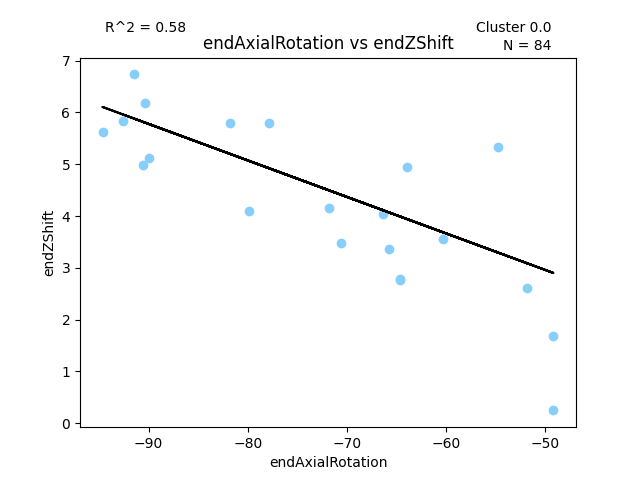 R^2 = 0.58
Cluster 0.0
N = 84
endAxialRotation vs endZShift
7
6
5
4
3
2
1
0
endZShift
−90
−80
−70
−60
−50
endAxialRotation